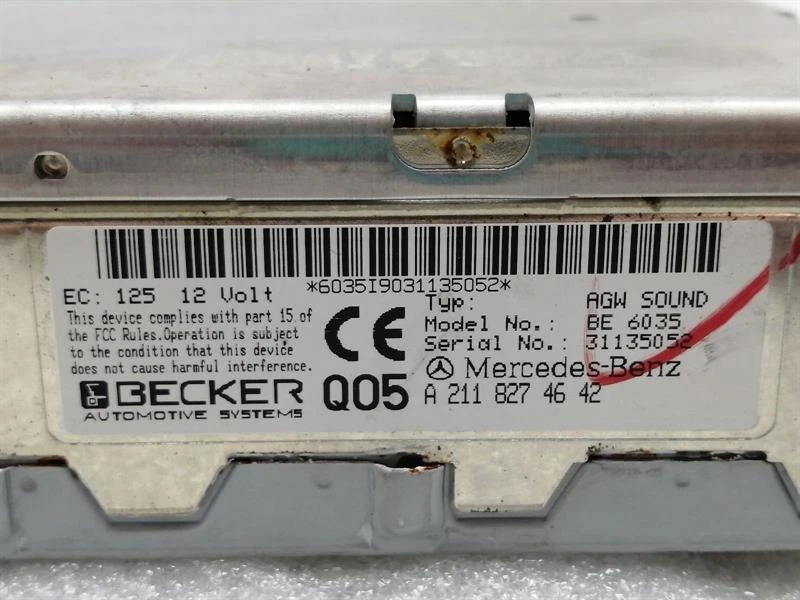 *6035I9031135052*
EC: 125 12 Volt
This device complies with part 15 of
the FCC Rules.Operation is subject
to the condition that this device
does not cause harmful interference.
BECKER
AUTOMOTIVE SYSTEMS
CE
Q05
Typ: AGW SOUND
Model No.: BE 6035
Serial No.: 31135052
Mercedes-Benz
A 211 827 46 42